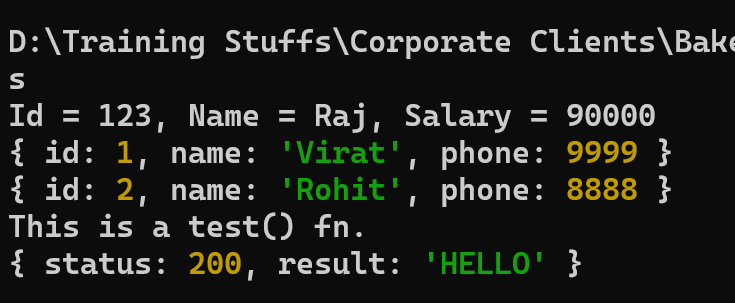 D:\Training Stuffs\Corporate Clients\Bake
s
Id = 123, Name = Raj, Salary = 90000
{ id: 1, name: 'Virat', phone: 9999 }
{ id: 2, name: 'Rohit', phone: 8888 }
This is a test() fn.
{ status: 200, result: 'HELLO' }